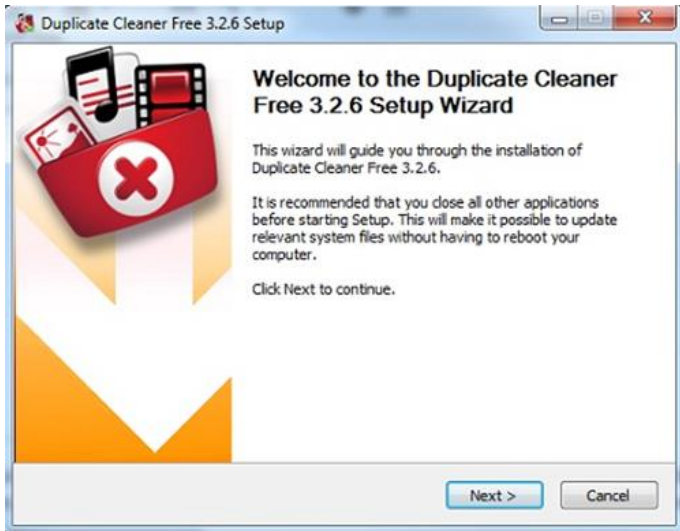 Duplicate Cleaner Free 3.2.6 Setup
Welcome to the Duplicate Cleaner
Free 3.2.6 Setup Wizard
This wizard will guide you through the installation of
Duplicate Cleaner Free 3.2.6.
It is recommended that you close all other applications
before starting Setup. This will make it possible to update
relevant system files without having to reboot your
computer.
Click Next to continue.
Next >
Cancel